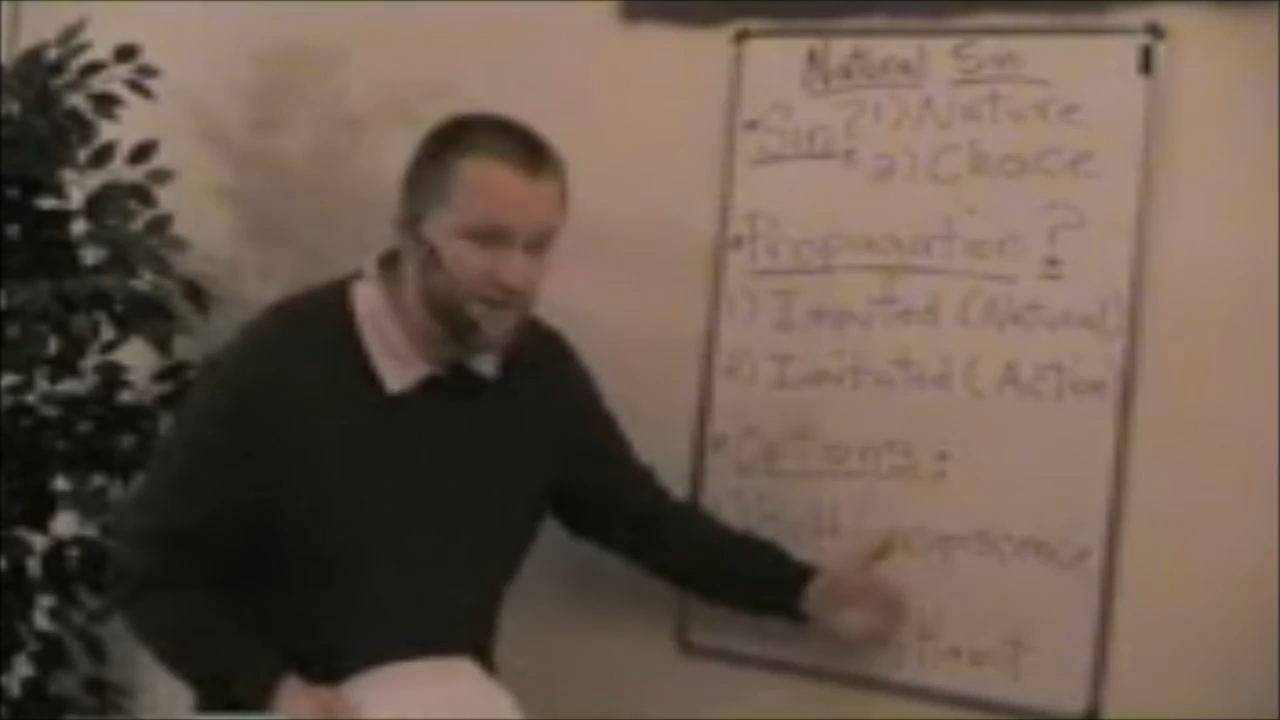 Natural Sin
• Sin? 1) Nature
2) Choice
• Propagation?
1) Imputed (Natural)
2) Imitated (Action
• Options: